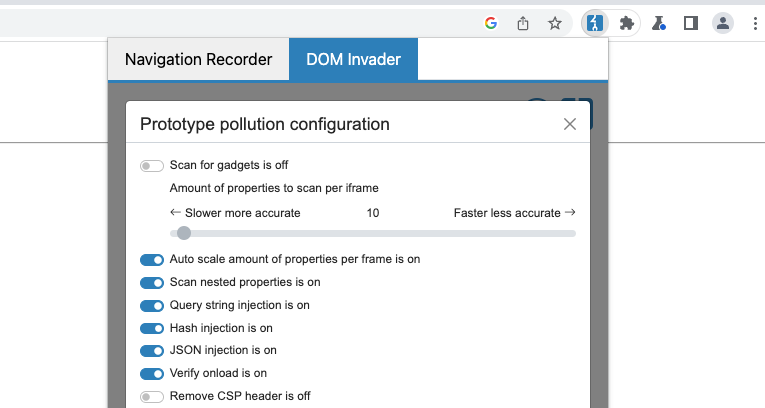 Navigation Recorder
DOM Invader
Prototype pollution configuration
Scan for gadgets is off
Amount of properties to scan per iframe
← Slower more accurate 10 Faster less accurate →
Auto scale amount of properties per frame is on
Scan nested properties is on
Query string injection is on
Hash injection is on
JSON injection is on
Verify onload is on
Remove CSP header is off